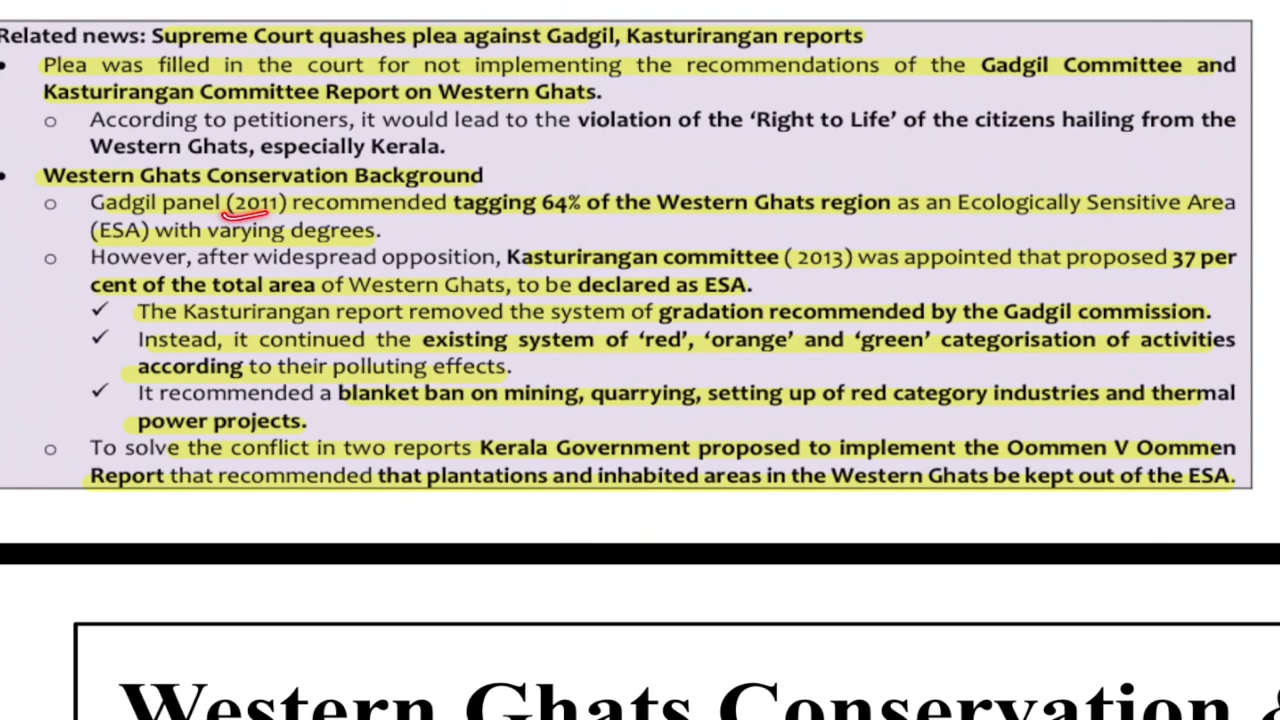 Related news: Supreme Court quashes plea against Gadgil, Kasturirangan reports
• Plea was filled in the court for not implementing the recommendations of the Gadgil Committee and
Kasturirangan Committee Report on Western Ghats.
o According to petitioners, it would lead to the violation of the ‘Right to Life’ of the citizens hailing from the
Western Ghats, especially Kerala.
• Western Ghats Conservation Background
o Gadgil panel (2011) recommended tagging 64% of the Western Ghats region as an Ecologically Sensitive Area
(ESA) with varying degrees.
o However, after widespread opposition, Kasturirangan committee ( 2013) was appointed that proposed 37 per
cent of the total area of Western Ghats, to be declared as ESA.
✓ The Kasturirangan report removed the system of gradation recommended by the Gadgil commission.
✓ Instead, it continued the existing system of ‘red’, ‘orange’ and ‘green’ categorisation of activities
according to their polluting effects.
✓ It recommended a blanket ban on mining, quarrying, setting up of red category industries and thermal
power projects.
o To solve the conflict in two reports Kerala Government proposed to implement the Oommen V Oommen
Report that recommended that plantations and inhabited areas in the Western Ghats be kept out of the ESA.
Western Ghats Conservation &